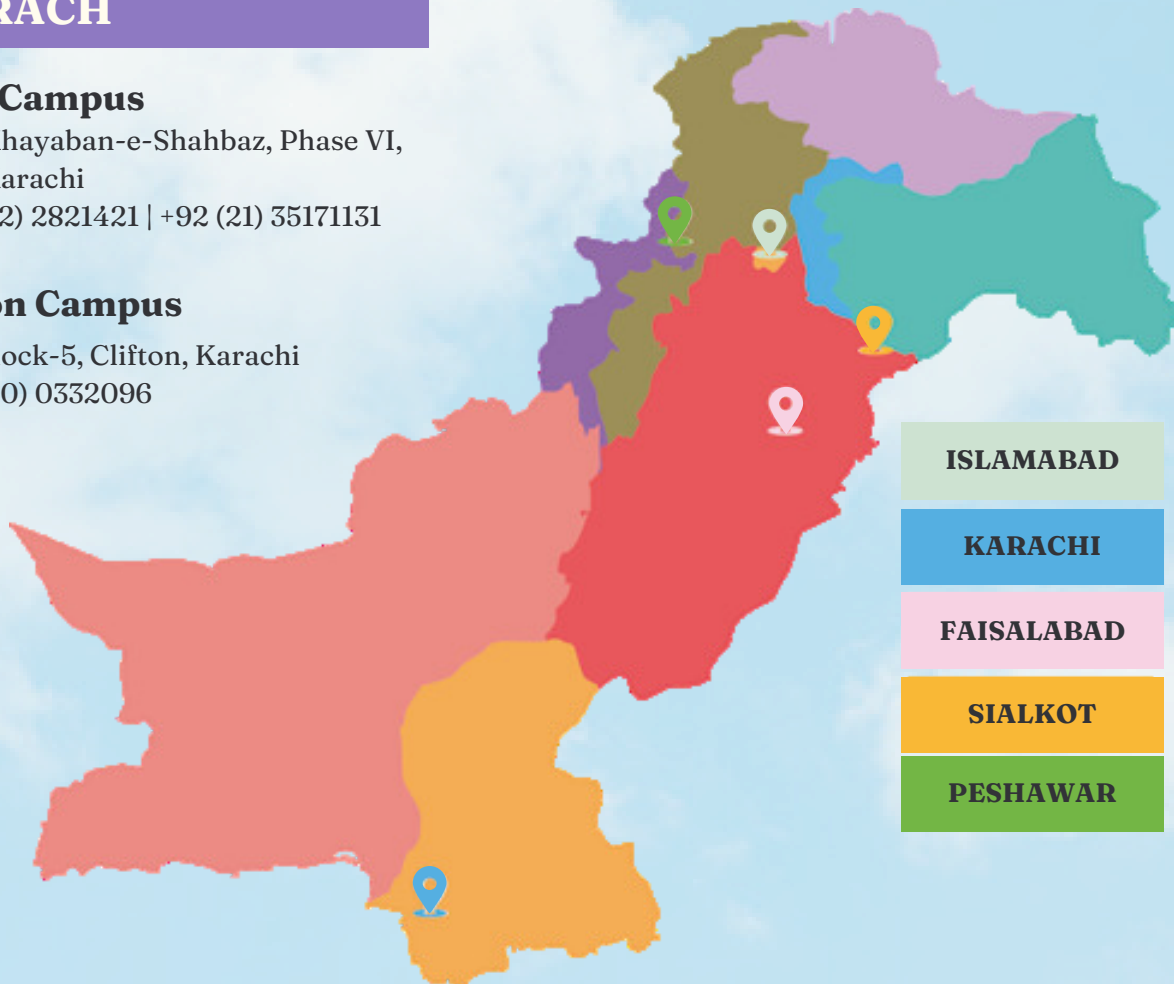 RACH
Campus
hayaban-e-Shahbaz, Phase VI,
arachi
2) 2821421 | +92 (21) 35171131
n Campus
ock-5, Clifton, Karachi
0) 0332096
ISLAMABAD
KARACHI
FAISALABAD
SIALKOT
PESHAWAR